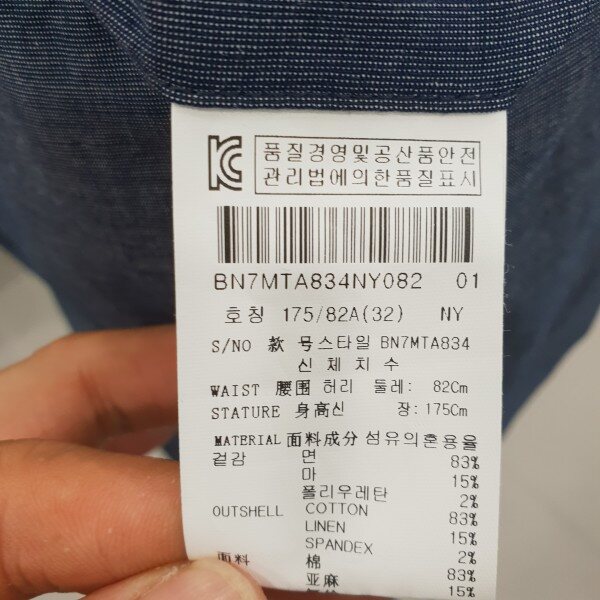 KC 품질경영및공산품안전
관리법에의한품질표시
BN7MTA834NY082 01
호칭 175/82A(32) NY
S/NO 款 号스타일 BN7MTA834
신체치수
WAIST 腰围허리 둘레: 82Cm
STATURE 身高신 장: 175Cm
MATERIAL 面料成分 섬유의혼용율
겉감 면 83%
마 15%
폴리우레탄 2%
OUTSHELL COTTON 83%
LINEN 15%
SPANDEX 2%
面料 棉 83%
亚麻 15%